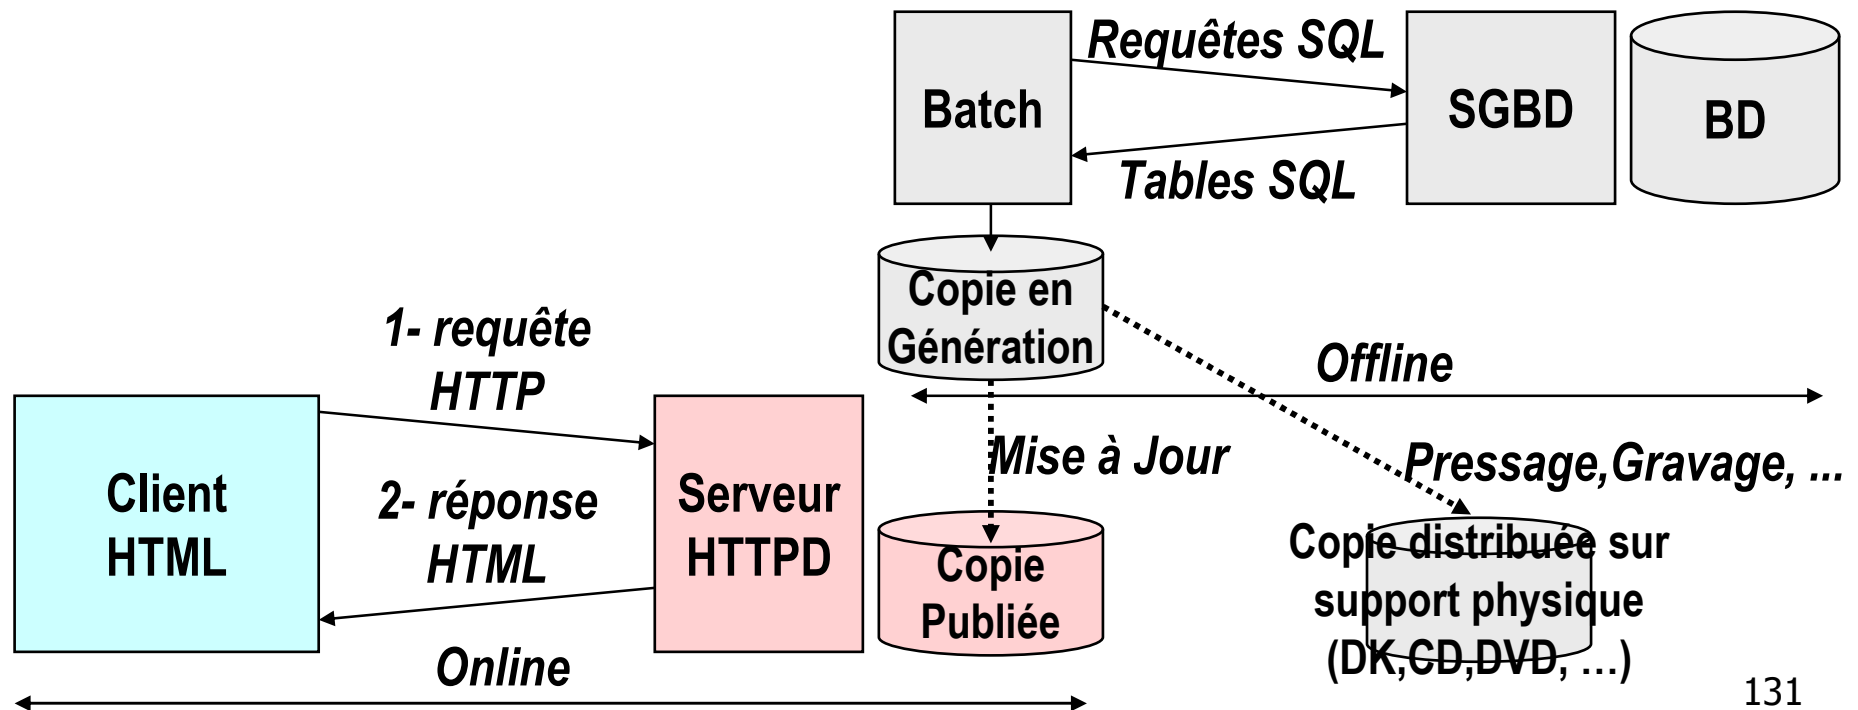 Requêtes SQL
Batch
SGBD
BD
Tables SQL
Copie en
Génération
1- requête
HTTP
Offline
Client
HTML
2- réponse
HTML
Serveur
HTTPD
Mise à Jour
Pressage,Gravage, ...
Copie
Publiée
Copie distribuée sur
support physique
(DK,CD,DVD, …)
Online
131